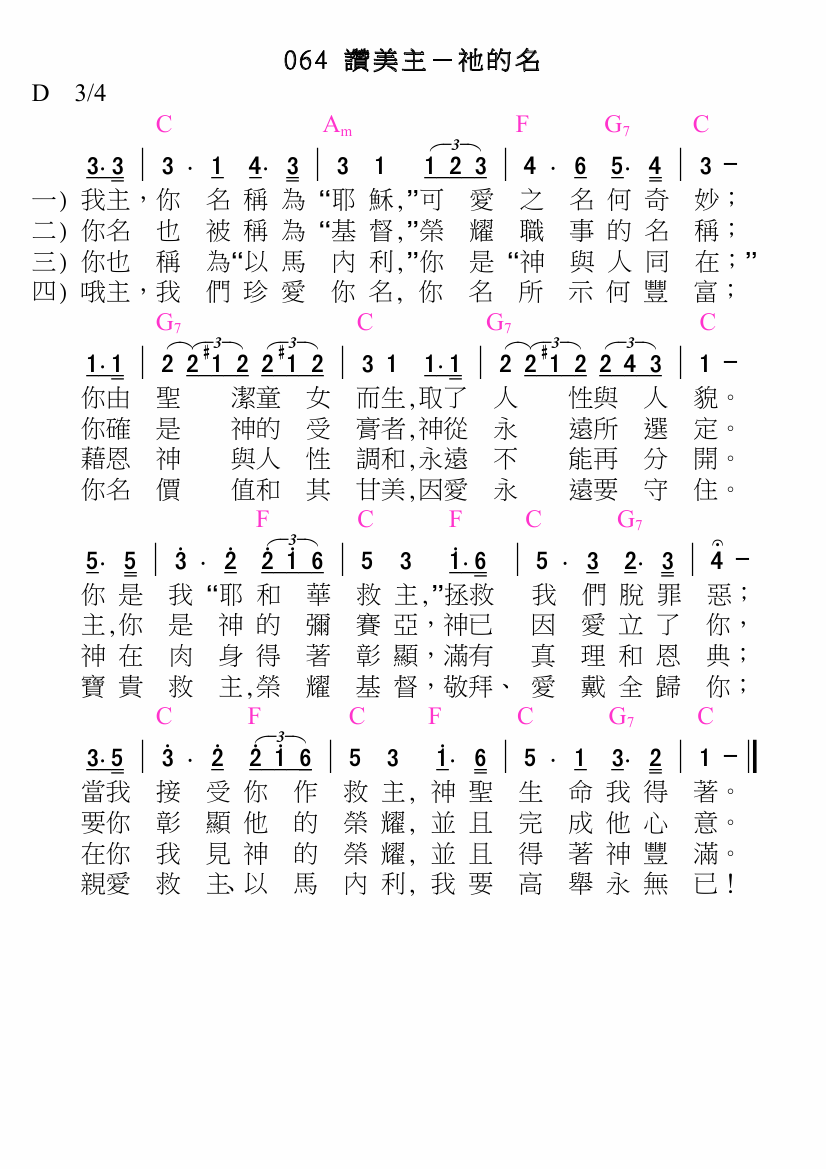 064 讚美主－祂的名
D 3/4
C Am F G7 C
3· 3 | 3 · 1 4· 3 | 3 1 1 2 3 | 4 · 6 5· 4 | 3 －
3
一) 我主，你名稱為“耶穌,”可愛之名何奇妙；
二) 你名也被稱為“基督,”榮耀職事的名稱；
三) 你也稱為“以馬內利,”你是“神與人同在；”
四) 哦主，我們珍愛你名, 你名所示何豐富；
G7 C G7 C
1· 1 | 2 2 #1 2 2 #1 2 | 3 1 1· 1 | 2 2 #1 2 2 4 3 | 1 －
3 3 3 3
你由聖潔童女而生,取了人性與人貌。
你確是神的受膏者,神從永遠所選定。
藉恩神與人性調和,永遠不能再分開。
你名價值和其甘美,因愛永遠要守住。
F C F C G7
5· 5 | 3̇ · 2̇ 2̇ 1̇ 6 | 5 3 1̇· 6 | 5 · 3 2· 3 | 4 －
3
你是我“耶和華救主,”拯救我們脫罪惡；
主,你是神的彌賽亞，神已因愛立了你，
神在肉身得著彰顯，滿有真理和恩典；
寶貴救主,榮耀基督，敬拜、愛戴全歸你；
C F C F C G7 C
3· 5 | 3̇ · 2̇ 2̇ 1̇ 6 | 5 3 1̇· 6 | 5 · 1 3· 2 | 1 －
3
當我接受你作救主, 神聖生命我得著。
要你彰顯他的榮耀, 並且完成他心意。
在你我見神的榮耀, 並且得著神豐滿。
親愛救主、以馬內利, 我要高舉永無已！